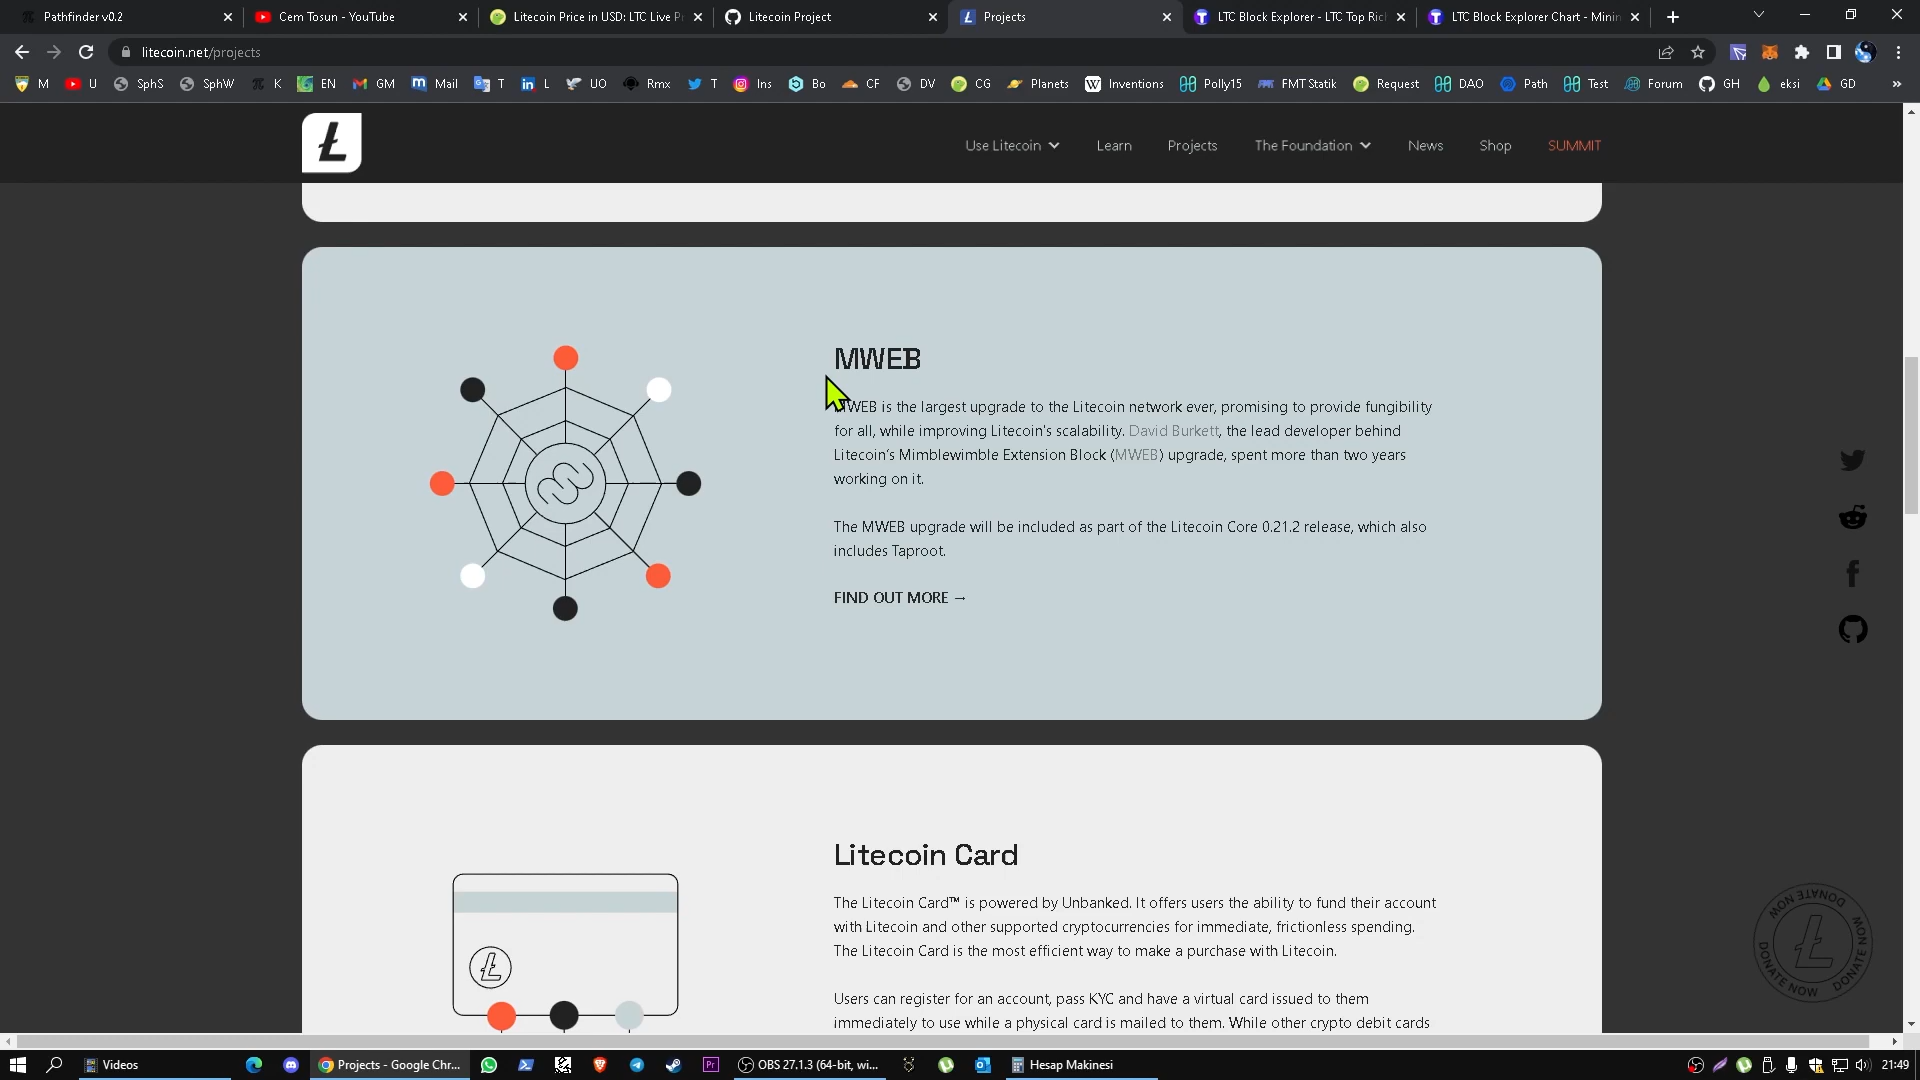 Pathfinder v0.2
Cem Tosun - YouTube
Litecoin Price in USD: LTC Live P
Litecoin Project
Projects
LTC Block Explorer - LTC Top Ric
LTC Block Explorer Chart - Minin
litecoin.net/projects
M U SphS SphW K EN GM Mail T L UO Rmx T Ins Bo CF DV CG Planets Inventions Polly15 FMT Statik Request DAO Path Test Forum GH eksi GD
Use Litecoin Learn Projects The Foundation News Shop SUMMIT
MWEB
MWEB is the largest upgrade to the Litecoin network ever, promising to provide fungibility
for all, while improving Litecoin's scalability. David Burkett, the lead developer behind
Litecoin’s Mimblewimble Extension Block (MWEB) upgrade, spent more than two years
working on it.
The MWEB upgrade will be included as part of the Litecoin Core 0.21.2 release, which also
includes Taproot.
FIND OUT MORE →
Litecoin Card
The Litecoin Card™ is powered by Unbanked. It offers users the ability to fund their account
with Litecoin and other supported cryptocurrencies for immediate, frictionless spending.
The Litecoin Card is the most efficient way to make a purchase with Litecoin.
Users can register for an account, pass KYC and have a virtual card issued to them
immediately to use while a physical card is mailed to them. While other crypto debit cards
DONATE NOW DONATE NOW DONATE NOW
Videos
Projects - Google Chr...
OBS 27.1.3 (64-bit, wi...
Hesap Makinesi
21:49